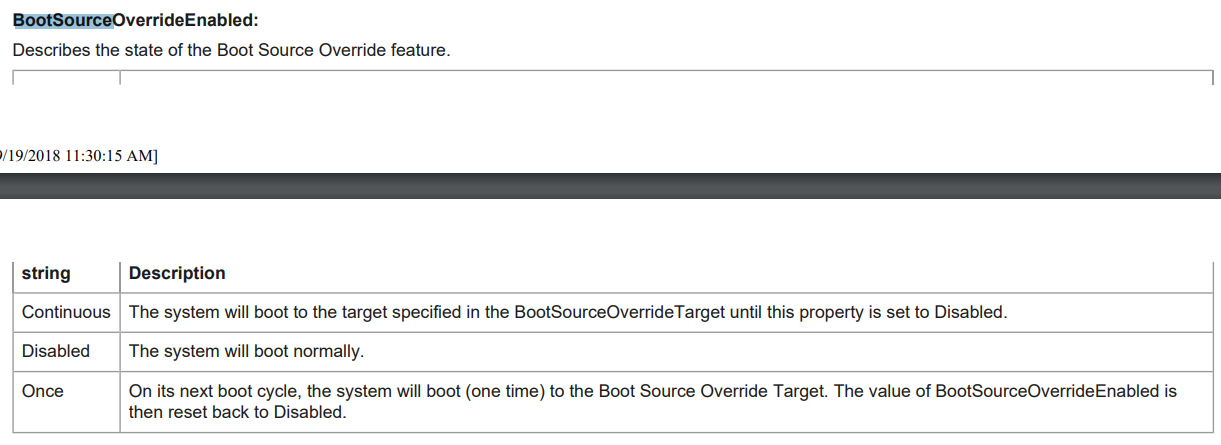 BootSourceOverrideEnabled:
Describes the state of the Boot Source Override feature.
/19/2018 11:30:15 AM]
string Description
Continuous The system will boot to the target specified in the BootSourceOverrideTarget until this property is set to Disabled.
Disabled The system will boot normally.
Once On its next boot cycle, the system will boot (one time) to the Boot Source Override Target. The value of BootSourceOverrideEnabled is
then reset back to Disabled.